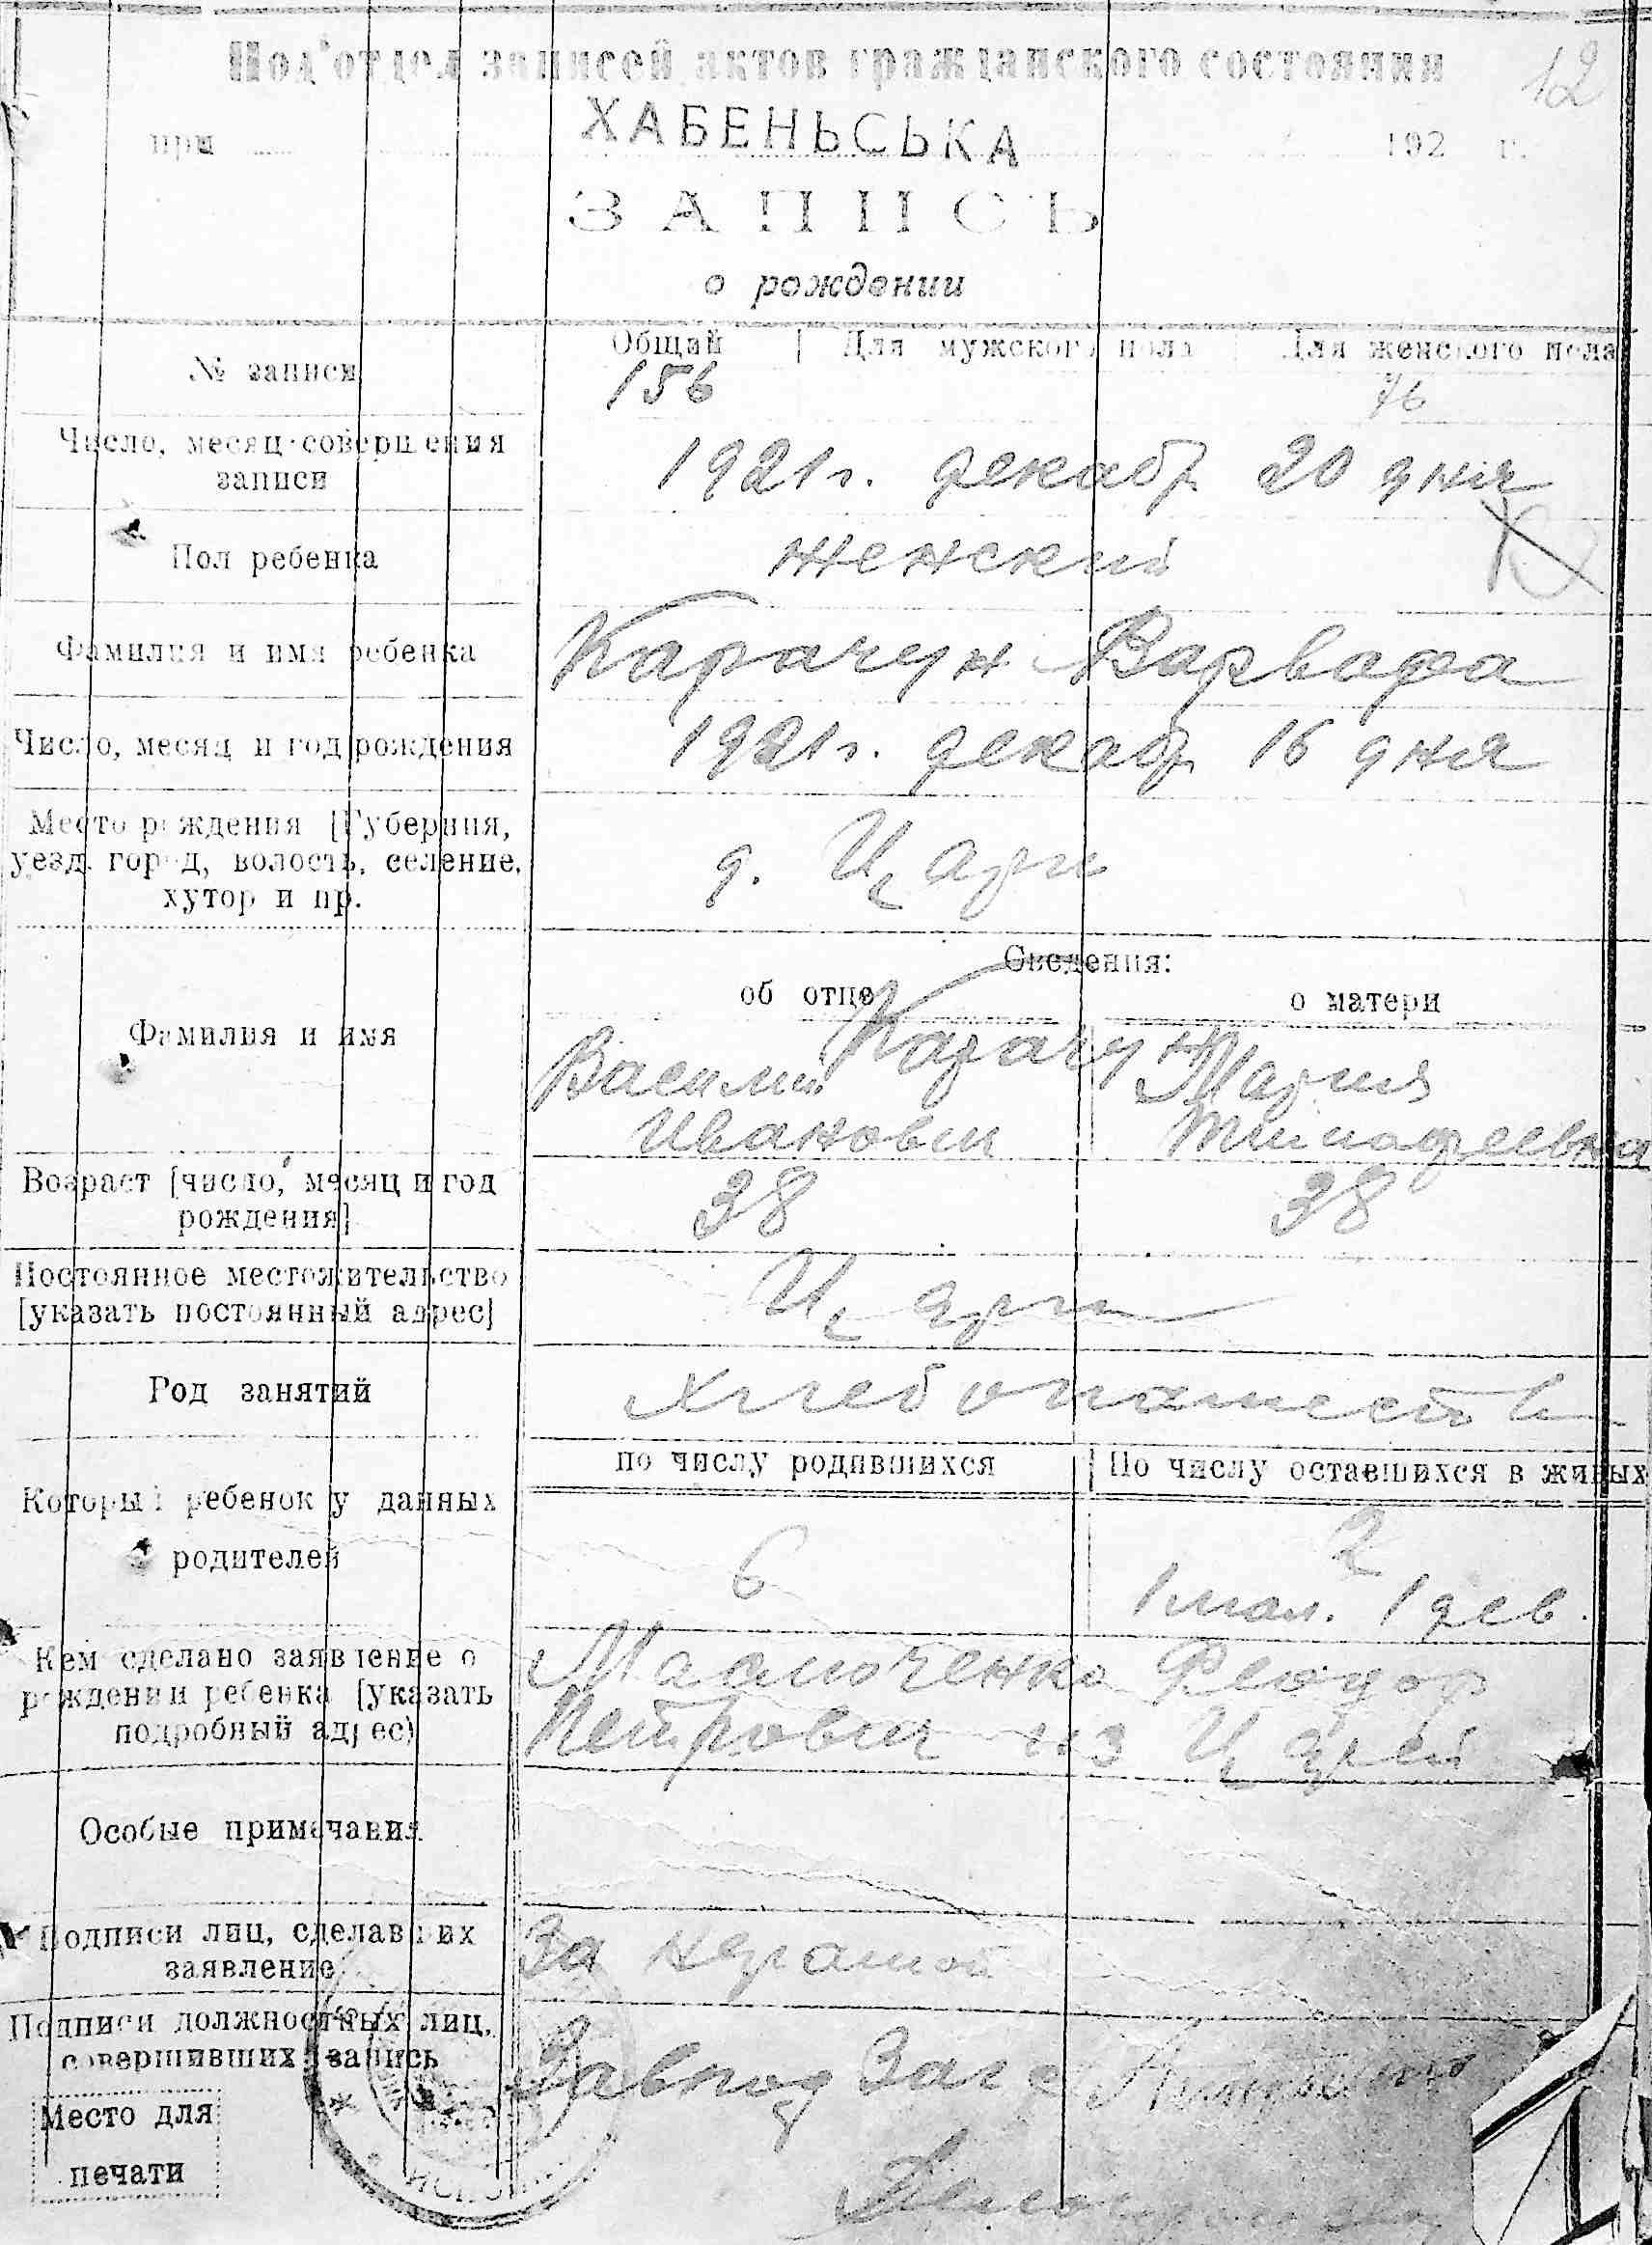 Под'отдел записей актов гражданского состояния
12
при ХАБЕНЬСЬКА 192 г.
ЗАПИСЬ
о рождении
№ записи
Общий Для мужского пола Для женского пола
156 76
Число, месяц совершения
записи
1921 г. декабр 20 дня
Пол ребенка
женский
Фамилия и имя ребенка
Карачун Варвара
Число, месяц и год рождения
1921 г. декабр 16 дня
Место рождения [Губерния,
уезд. город, волость, селение,
хутор и пр.
д. Цари
Сведения:
об отце о матери
Фамилия и имя
Карачун
Василий Мария
Иванович
Возраст [число, месяц и год
рождения]
38 38
Постоянное местожительство
[указать постоянный адрес]
Цари
Род занятий
хлебопашеств
Который ребенок у данных
родителей
по числу родившихся По числу оставшихся в живых
6 2
1 мал. 1 дев.
Кем сделано заявление о
рождении ребенка [указать
подробный адрес)
Феодор
Петрович из Царей
Особые примечания
Подписи лиц, сделавших
заявление
За неграмот
Подписи должностных лиц,
совершивших запись
Завпод Заг
Место для
печати